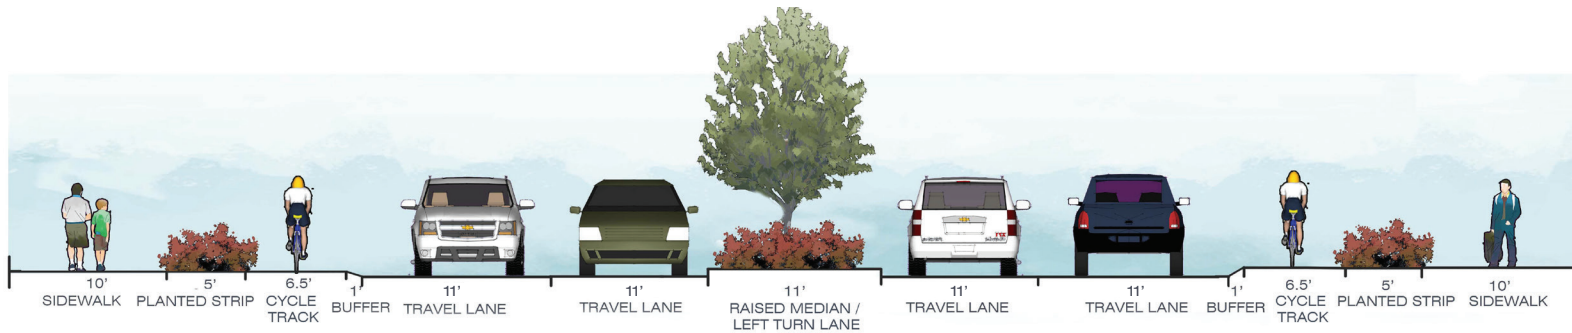 10'
SIDEWALK
5'
PLANTED STRIP
6.5'
CYCLE
TRACK
1'
BUFFER
11'
TRAVEL LANE
11'
TRAVEL LANE
11'
RAISED MEDIAN /
LEFT TURN LANE
11'
TRAVEL LANE
11'
TRAVEL LANE
1'
BUFFER
6.5'
CYCLE
TRACK
5'
PLANTED STRIP
10'
SIDEWALK